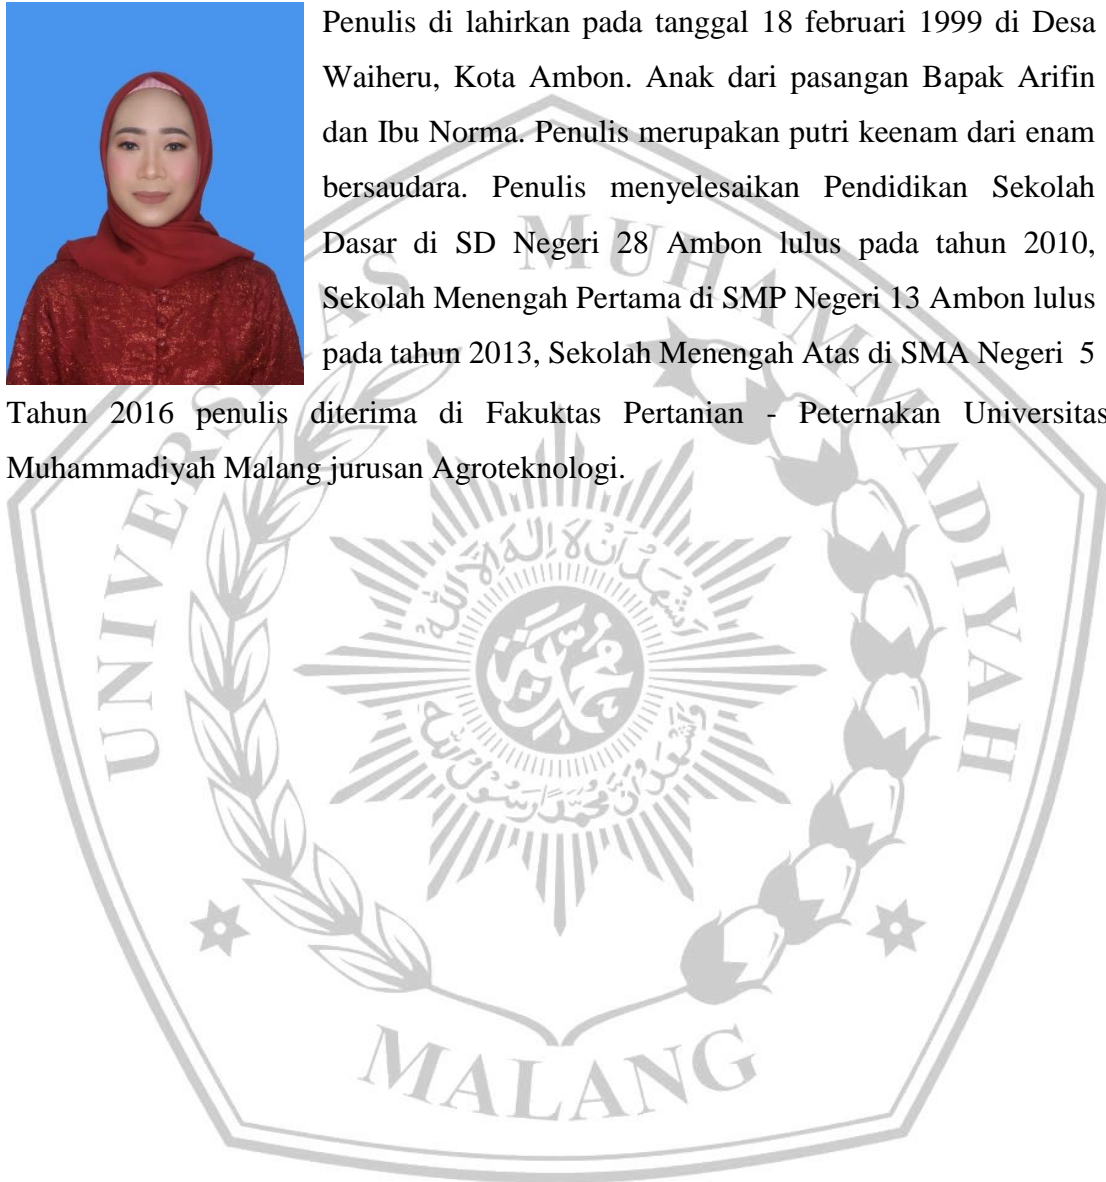 Penulis di lahirkan pada tanggal 18 februari 1999 di Desa
Waiheru, Kota Ambon. Anak dari pasangan Bapak Arifin
dan Ibu Norma. Penulis merupakan putri keenam dari enam
bersaudara. Penulis menyelesaikan Pendidikan Sekolah
Dasar di SD Negeri 28 Ambon lulus pada tahun 2010,
Sekolah Menengah Pertama di SMP Negeri 13 Ambon lulus
pada tahun 2013, Sekolah Menengah Atas di SMA Negeri 5
Tahun 2016 penulis diterima di Fakuktas Pertanian - Peternakan Universitas
Muhammadiyah Malang jurusan Agroteknologi.
UNIVERSITAS MUHAMMADIYAH
MALANG